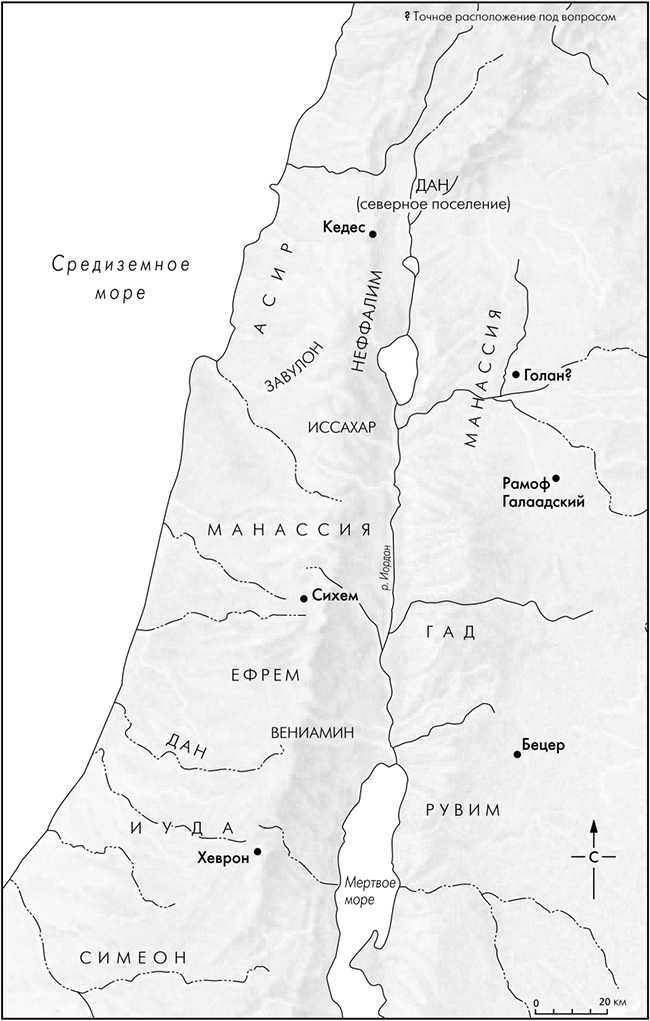 ? Точное расположение под вопросом
ДАН
(северное поселение)
Кедес
Средиземное
море
АСИР
НЕФФАЛИМ
ЗАВУЛОН
МАНАССИЯ
Голан?
ИССАХАР
Рамоф
Галаадский
МАНАССИЯ
р. Иордан
Сихем
ГАД
ЕФРЕМ
ВЕНИАМИН
ДАН
Бецер
РУВИМ
ИУДА
Хеврон
С
Мертвое
море
СИМЕОН
0 20 км